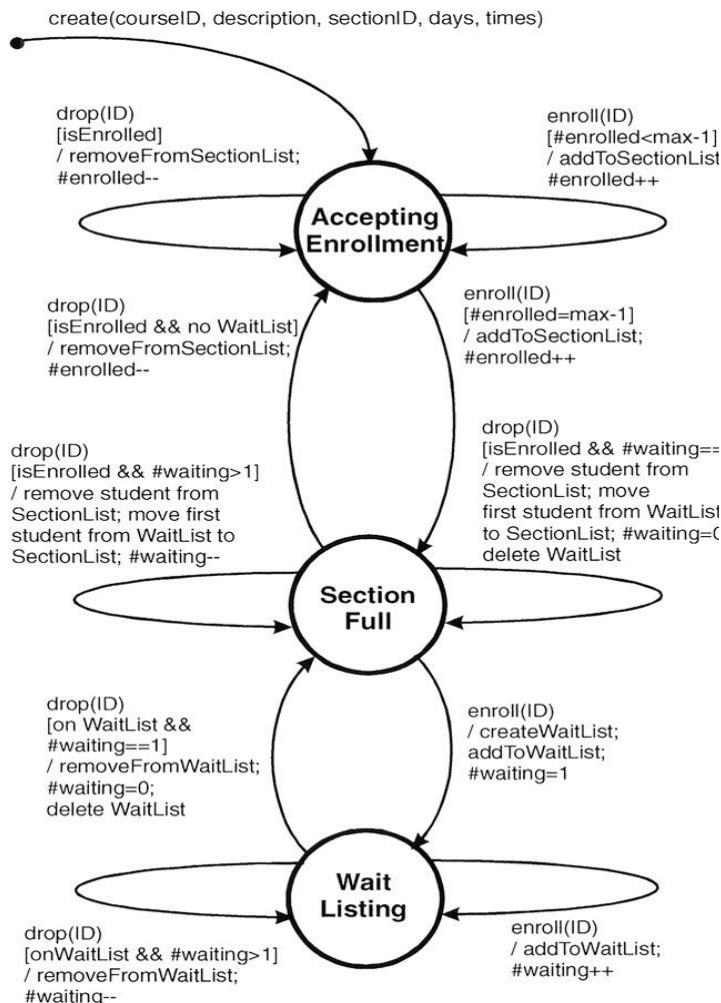 create(courseID, description, sectionID, days, times)
drop(ID)
[isEnrolled]
/ removeFromSectionList;
#enrolled--
enroll(ID)
[#enrolled<max-1]
/ addToSectionList
#enrolled++
Accepting
Enrollment
drop(ID)
[isEnrolled && no WaitList]
/ removeFromSectionList;
#enrolled--
enroll(ID)
[#enrolled=max-1]
/ addToSectionList;
#enrolled++
drop(ID)
[isEnrolled && #waiting>1]
/ remove student from
SectionList; move first
student from WaitList to
SectionList; #waiting--
drop(ID)
[isEnrolled && #waiting==
/ remove student from
SectionList; move
first student from WaitList
to SectionList; #waiting=0
delete WaitList
Section
Full
drop(ID)
[on WaitList &&
#waiting==1]
/ removeFromWaitList;
#waiting=0;
delete WaitList
enroll(ID)
/ createWaitList;
addToWaitList;
#waiting=1
Wait
Listing
drop(ID)
[onWaitList && #waiting>1]
/ removeFromWaitList;
#waiting--
enroll(ID)
/ addToWaitList;
#waiting++